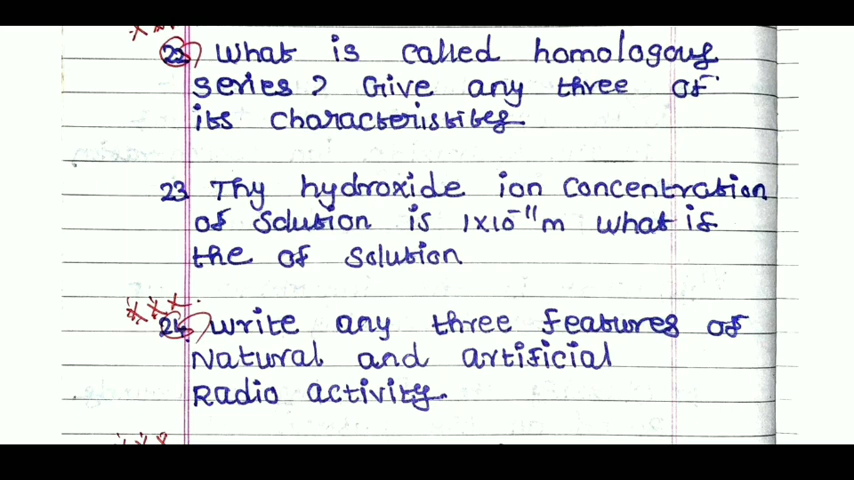 22) What is called homologous
series? Give any three of
its characteristites.
23. Thy hydroxide ion concentration
of solution is 1x10⁻¹¹m what is
the of solution
24) Write any three features of
Natural and artificial
Radio activity.